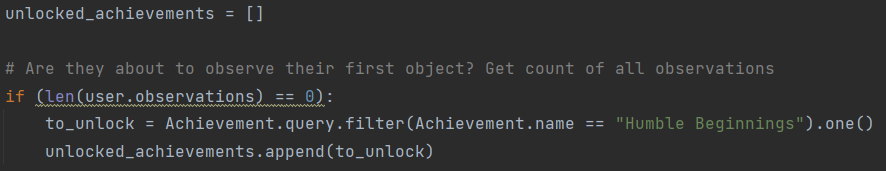 unlocked_achievements = []
# Are they about to observe their first object? Get count of all observations
if (len(user.observations) == 0):
    to_unlock = Achievement.query.filter(Achievement.name == "Humble Beginnings").one()
    unlocked_achievements.append(to_unlock)